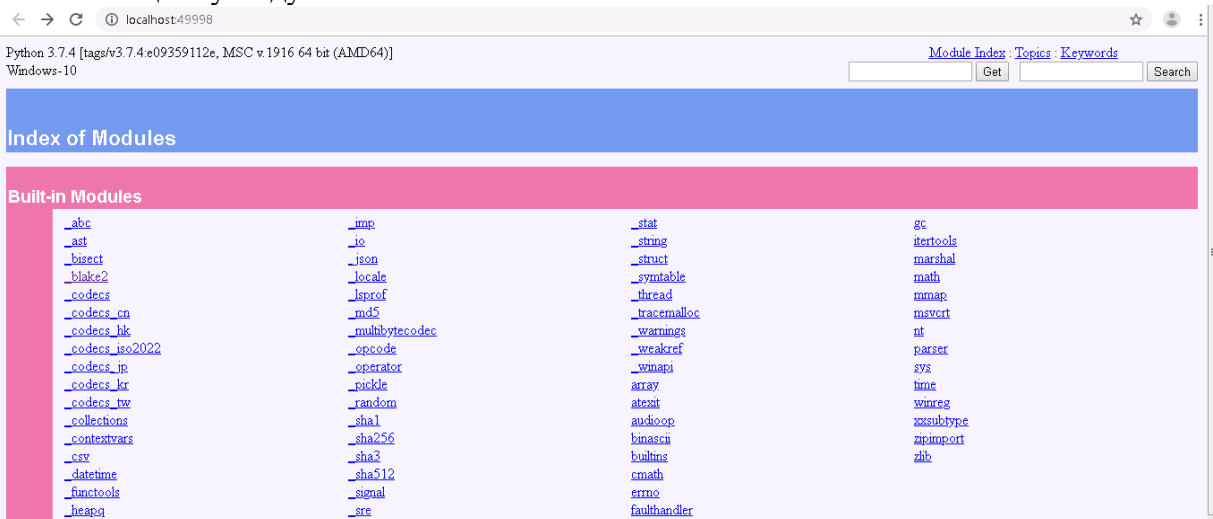 localhost:49998
Python 3.7.4 [tags/v3.7.4:e09359112e, MSC v.1916 64 bit (AMD64)]
Windows-10
Module Index : Topics : Keywords
Get Search
Index of Modules
Built-in Modules
_abc _imp _stat gc
_ast _io _string itertools
_bisect _json _struct marshal
_blake2 _locale _symtable math
_codecs _lsprof _thread mmap
_codecs_cn _md5 _tracemalloc msvcrt
_codecs_hk _multibytecodec _warnings nt
_codecs_iso2022 _opcode _weakref parser
_codecs_jp _operator _winapi sys
_codecs_kr _pickle array time
_codecs_tw _random atexit winreg
_collections _sha1 audioop xxsubtype
_contextvars _sha256 binascii zipimport
_csv _sha3 builtins zlib
_datetime _sha512 cmath
_functools _signal errno
_heapq _sre faulthandler